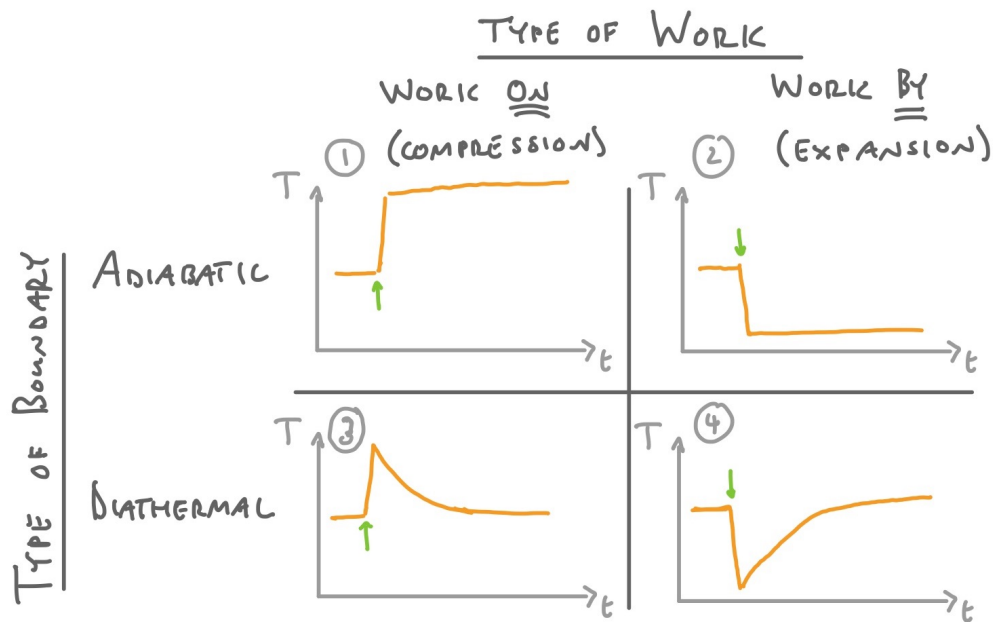 TYPE OF WORK
WORK ON
(COMPRESSION)
WORK BY
(EXPANSION)
TYPE OF BOUNDARY
ADIABATIC
1
T
t
2
T
t
DIATHERMAL
3
T
t
4
T
t